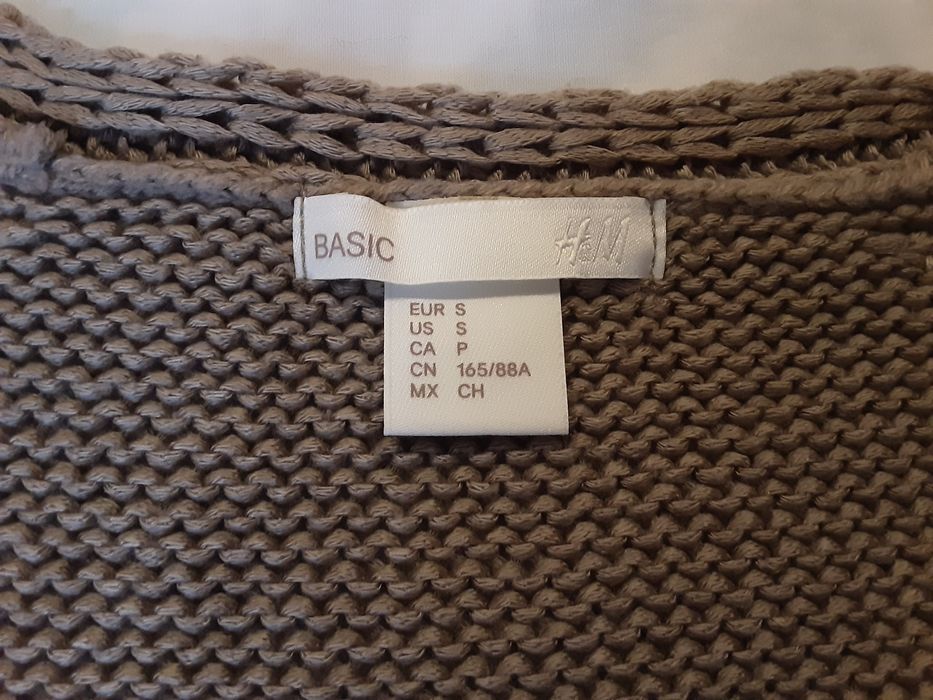 BASIC H&M
EUR S
US S
CA P
CN 165/88A
MX CH